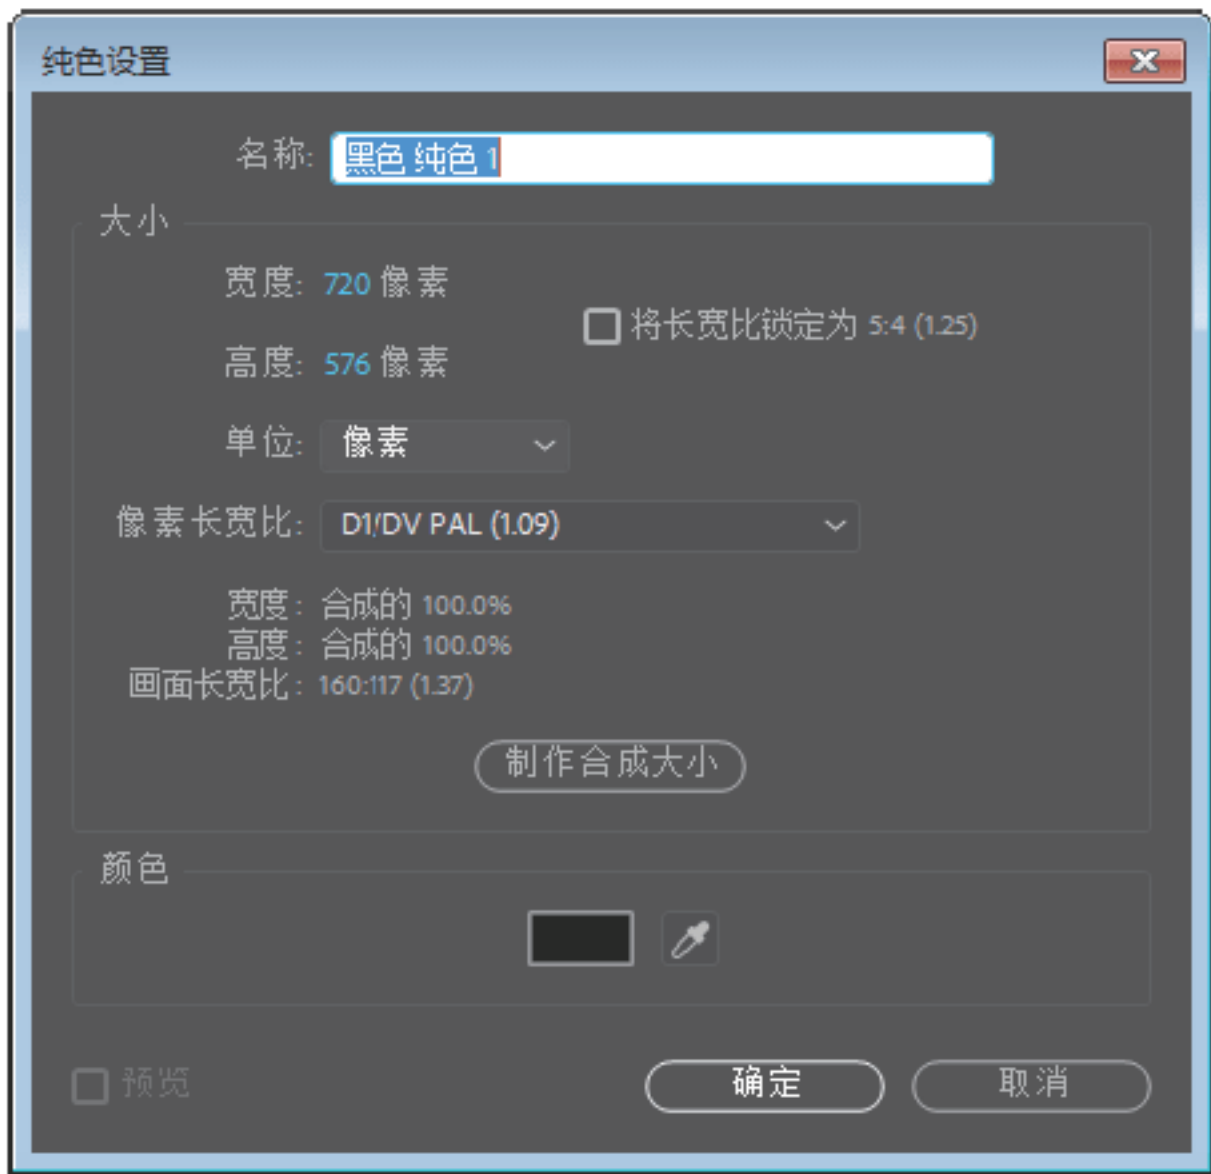 纯色设置
名称: 黑色 纯色 1
大小
宽度: 720 像素
将长宽比锁定为 5:4 (1.25)
高度: 576 像素
单位: 像素
像素长宽比: D1/DV PAL (1.09)
宽度: 合成的 100.0%
高度: 合成的 100.0%
画面长宽比: 160:117 (1.37)
制作合成大小
颜色
预览 确定 取消